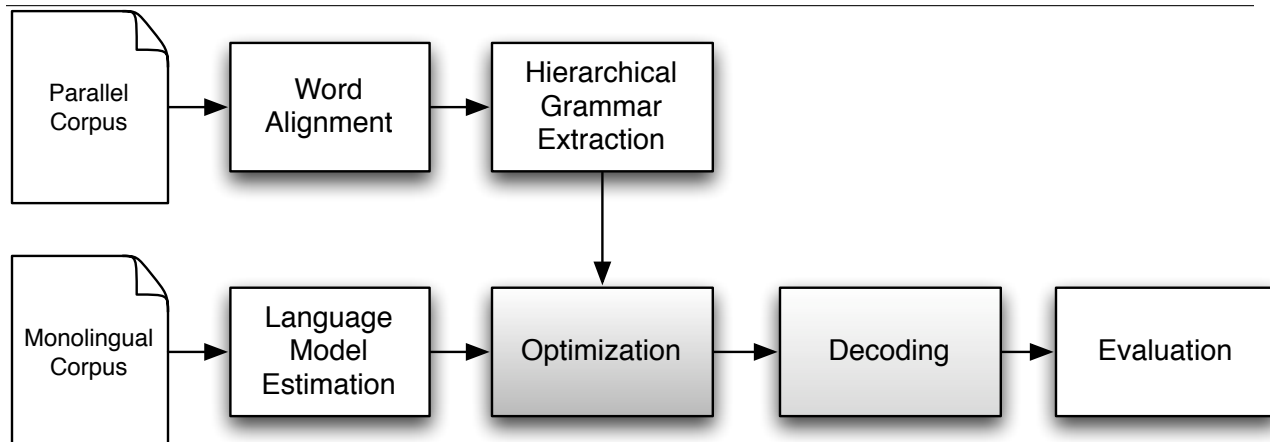 Parallel
Corpus
Word
Alignment
Hierarchical
Grammar
Extraction
Monolingual
Corpus
Language
Model
Estimation
Optimization
Decoding
Evaluation